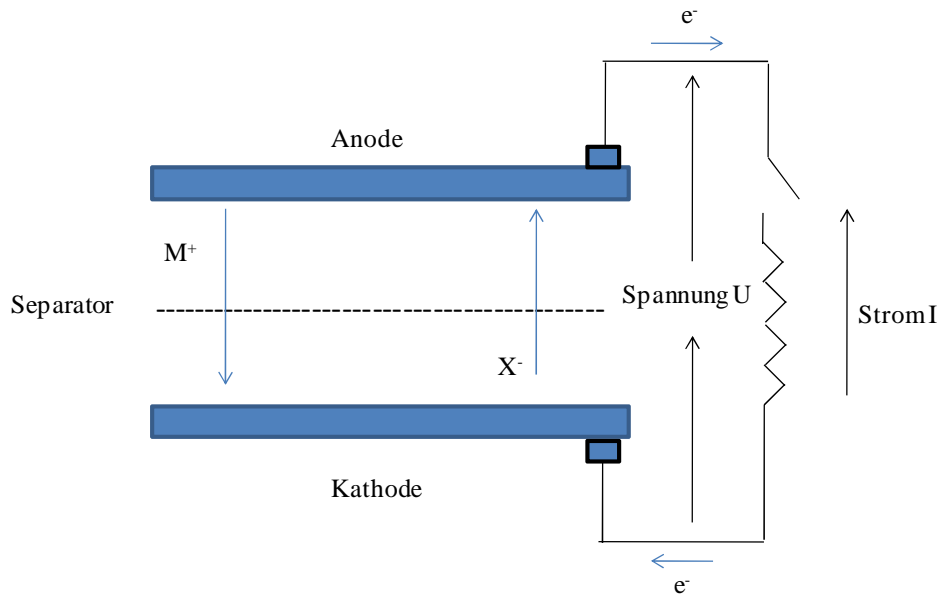 e-
Anode
M+
Spannung U
Separator
Strom I
X-
Kathode
e-